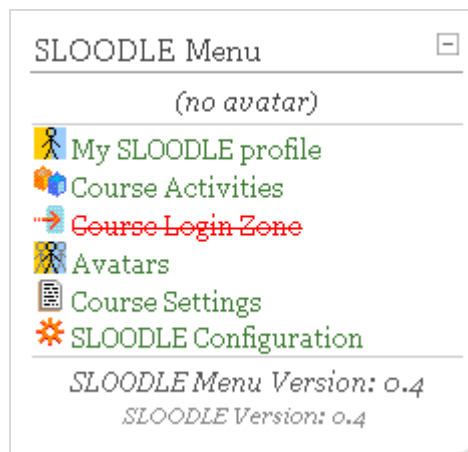 SLOODLE Menu
(no avatar)
My SLOODLE profile
Course Activities
Course Login Zone
Avatars
Course Settings
SLOODLE Configuration
SLOODLE Menu Version: 0.4
SLOODLE Version: 0.4